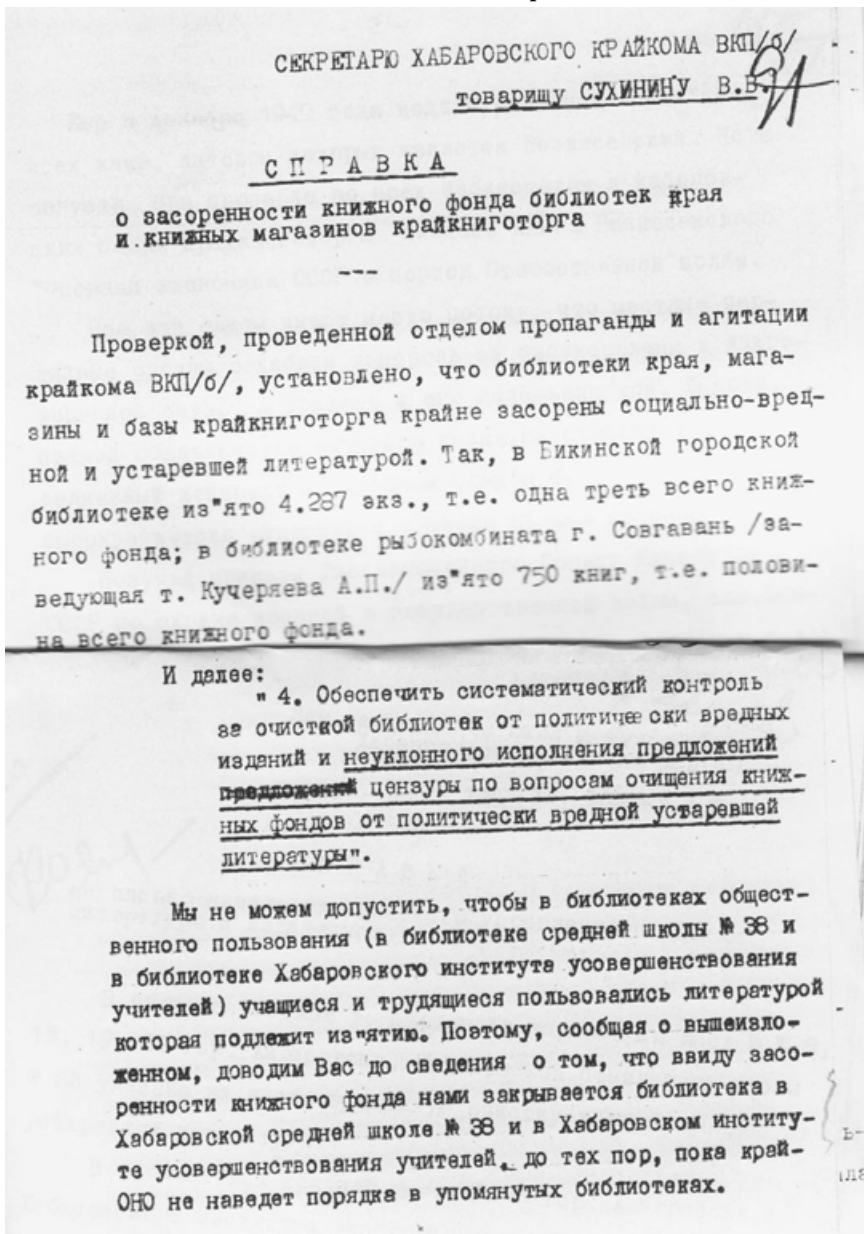 СЕКРЕТАРЮ ХАБАРОВСКОГО КРАЙКОМА ВКП/б/
товарищу СУХИНИНУ В.В.
СПРАВКА
о засоренности книжного фонда библиотек края
и книжных магазинов крайкниготорга
---
Проверкой, проведенной отделом пропаганды и агитации
крайкома ВКП/б/, установлено, что библиотеки края, мага-
зины и базы крайкниготорга крайне засорены социально-вред-
ной и устаревшей литературой. Так, в Бикинской городской
библиотеке из"ято 4.287 экз., т.е. одна треть всего книж-
ного фонда; в библиотеке рыбокомбината г. Совгавань /за-
ведующая т. Кучеряева А.П./ из"ято 750 книг, т.е. полови-
на всего книжного фонда.
И далее:
" 4. Обеспечить систематический контроль
за очисткой библиотек от политически вредных
изданий и неуклонного исполнения предложений
предложений цензуры по вопросам очищения книж-
ных фондов от политически вредной устаревшей
литературы".
Мы не можем допустить, чтобы в библиотеках общест-
венного пользования (в библиотеке средней школы № 38 и
в библиотеке Хабаровского института усовершенствования
учителей) учащиеся и трудящиеся пользовались литературой
которая подлежит из"ятию. Поэтому, сообщая о вышеизло-
женном, доводим Вас до сведения о том, что ввиду засо-
ренности книжного фонда нами закрывается библиотека в
Хабаровской средней школе № 38 и в Хабаровском институ-
те усовершенствования учителей, до тех пор, пока край-
ОНО не наведет порядка в упомянутых библиотеках.